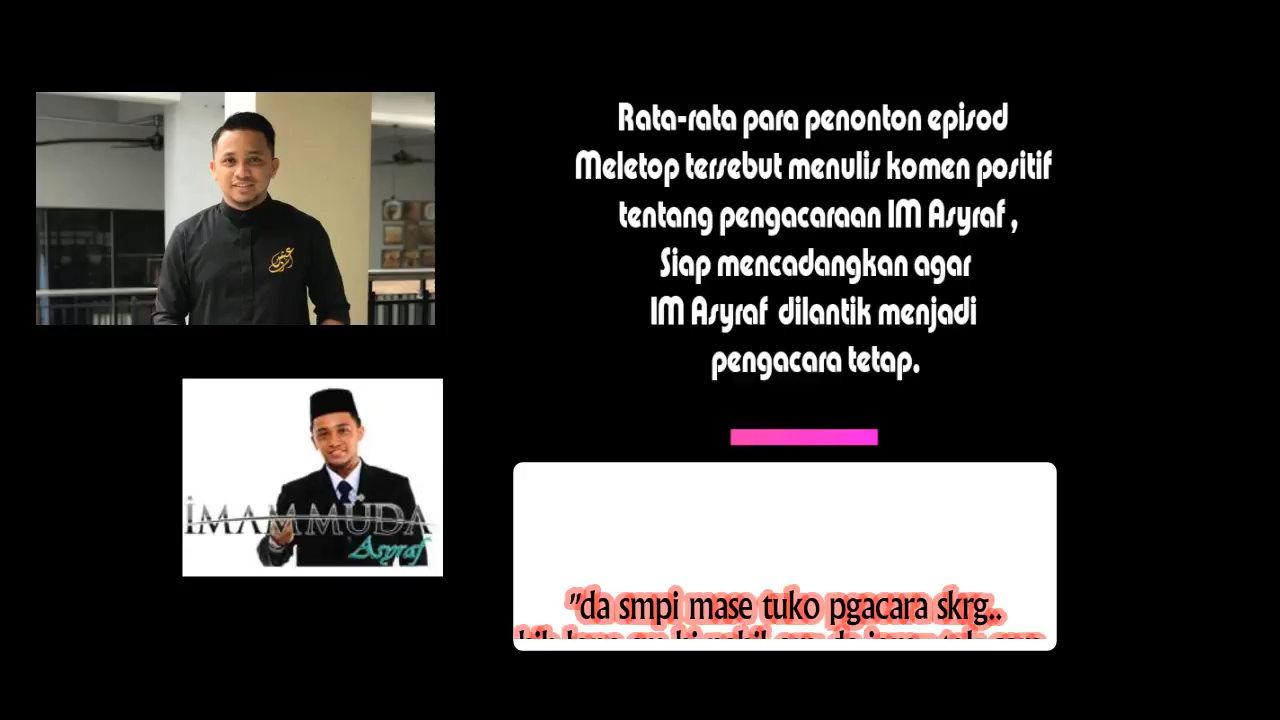 Rata-rata para penonton episod
Meletop tersebut menulis komen positif
tentang pengacaraan IM Asyraf ,
Siap mencadangkan agar
IM Asyraf dilantik menjadi
pengacara tetap.
IMAM MUDA
Asyraf
"da smpi mase tuko pgacara skrg..